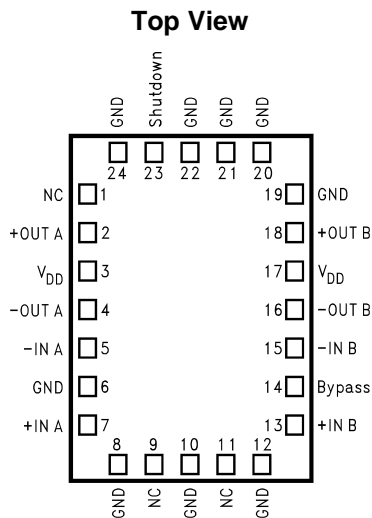 Top View
GND
Shutdown
GND
GND
GND
24
23
22
21
20
NC 1
19 GND
+OUT A 2
18 +OUT B
VDD 3
17 VDD
-OUT A 4
16 -OUT B
-IN A 5
15 -IN B
GND 6
14 Bypass
+IN A 7
13 +IN B
8
9
10
11
12
GND
NC
GND
NC
GND